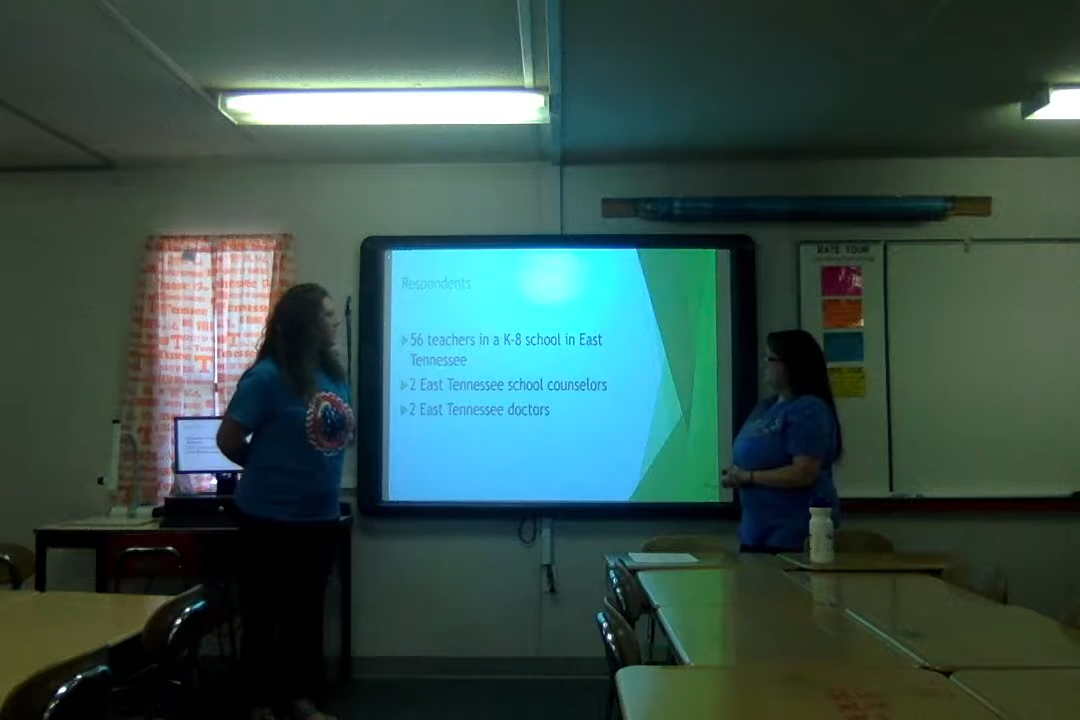 Respondents
56 teachers in a K-8 school in East
Tennessee
2 East Tennessee school counselors
2 East Tennessee doctors
RATE YOUR
Tennessee
T